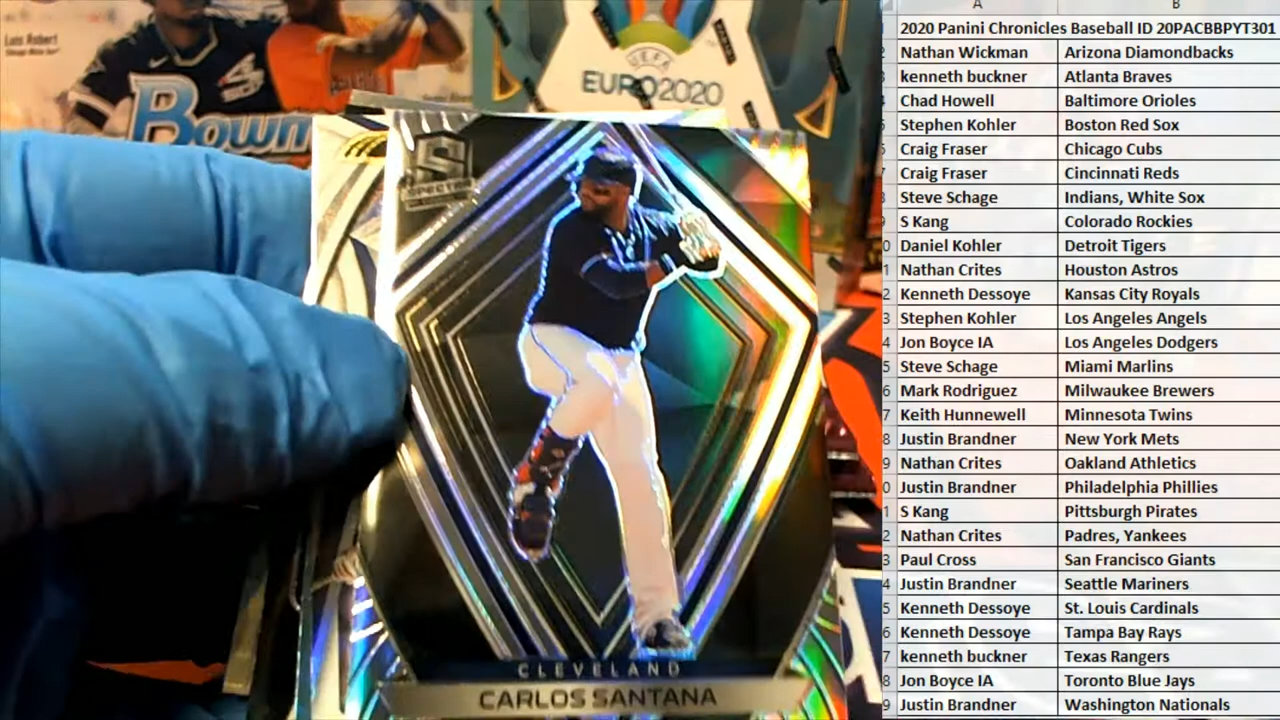 Luis Robert
Bowm
UEFA
EURO2020
S
SPECTRA
CLEVELAND
CARLOS SANTANA
A B
2020 Panini Chronicles Baseball ID 20PACBBPYT301
Nathan Wickman Arizona Diamondbacks
kenneth buckner Atlanta Braves
Chad Howell Baltimore Orioles
Stephen Kohler Boston Red Sox
Craig Fraser Chicago Cubs
Craig Fraser Cincinnati Reds
Steve Schage Indians, White Sox
S Kang Colorado Rockies
Daniel Kohler Detroit Tigers
Nathan Crites Houston Astros
Kenneth Dessoye Kansas City Royals
Stephen Kohler Los Angeles Angels
Jon Boyce IA Los Angeles Dodgers
Steve Schage Miami Marlins
Mark Rodriguez Milwaukee Brewers
Keith Hunnewell Minnesota Twins
Justin Brandner New York Mets
Nathan Crites Oakland Athletics
Justin Brandner Philadelphia Phillies
S Kang Pittsburgh Pirates
Nathan Crites Padres, Yankees
Paul Cross San Francisco Giants
Justin Brandner Seattle Mariners
Kenneth Dessoye St. Louis Cardinals
Kenneth Dessoye Tampa Bay Rays
kenneth buckner Texas Rangers
Jon Boyce IA Toronto Blue Jays
Justin Brandner Washington Nationals